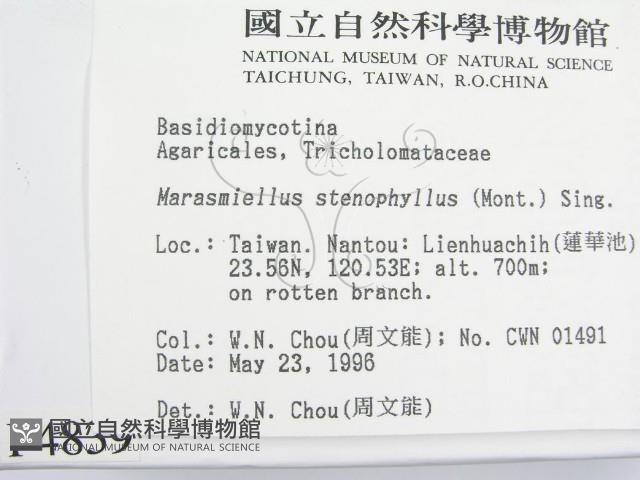 國立自然科學博物館
NATIONAL MUSEUM OF NATURAL SCIENCE
TAICHUNG, TAIWAN, R.O.CHINA
Basidiomycotina
Agaricales, Tricholomataceae
Marasmiellus stenophyllus (Mont.) Sing.
Loc.: Taiwan. Nantou: Lienhuachih(蓮華池)
23.56N, 120.53E; alt. 700m;
on rotten branch.
Col.: W.N. Chou(周文能); No. CWN 01491
Date: May 23, 1996
Det.: W.N. Chou(周文能)
國立自然科學博物館
NATIONAL MUSEUM OF NATURAL SCIENCE